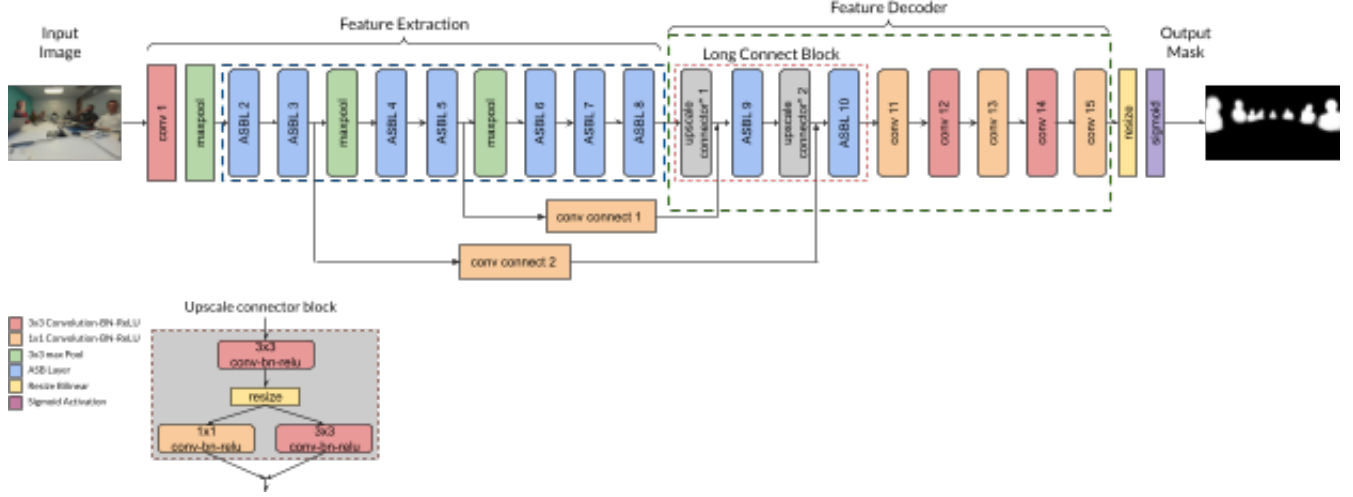 Feature Decoder
Feature Extraction
Input
Image
Output
Mask
Long Connect Block
conv 1
maxpool
ASBL 2
ASBL 3
maxpool
ASBL 4
ASBL 5
maxpool
ASBL 6
ASBL 7
ASBL 8
upscale
connector* 1
ASBL 9
upscale
connector* 2
ASBL 10
conv 11
conv 12
conv 13
conv 14
conv 15
resize
sigmoid
conv connect 1
conv connect 2
Upscale connector block
3x3 Convolution-BN-ReLU
1x1 Convolution-BN-ReLU
3x3 max Pool
ASB Layer
Resize Bilinear
Sigmoid Activation
3x3
conv-bn-relu
resize
1x1
conv-bn-relu
3x3
conv-bn-relu